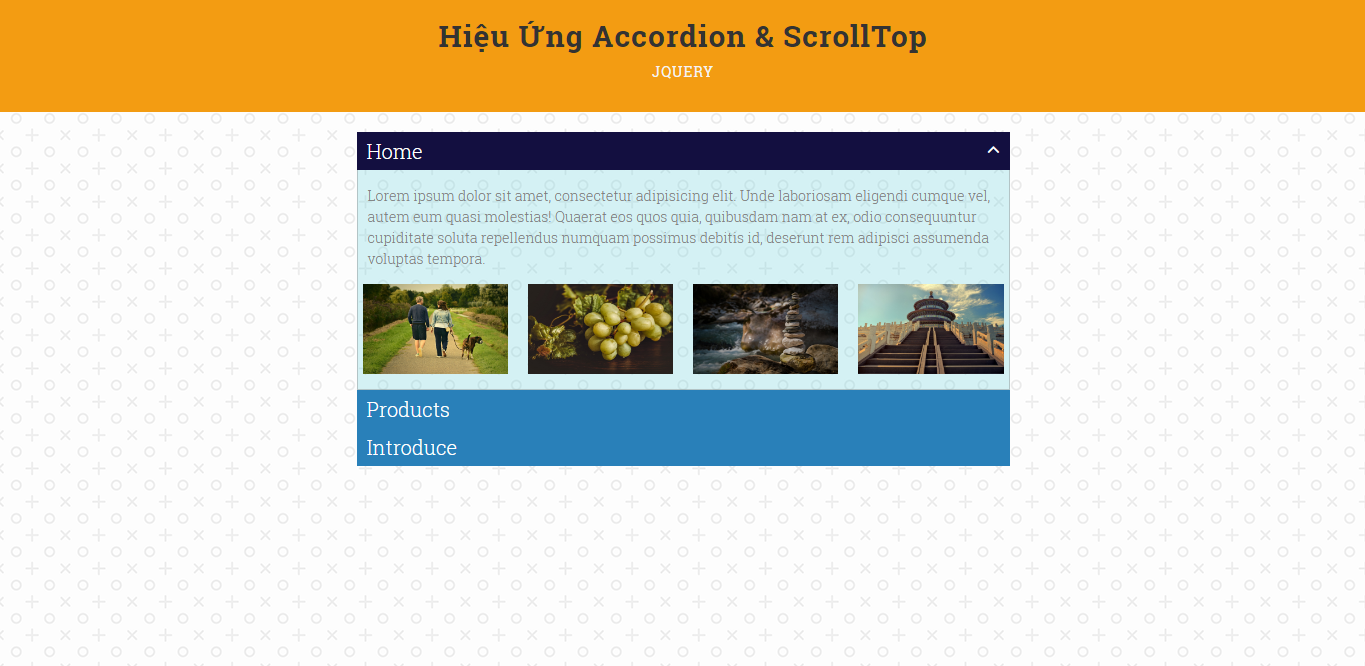 Hiệu Ứng Accordion & ScrollTop
JQUERY
Home
Lorem ipsum dolor sit amet, consectetur adipisicing elit. Unde laboriosam eligendi cumque vel,
autem eum quasi molestias! Quaerat eos quos quia, quibusdam nam at ex, odio consequuntur
cupiditate soluta repellendus numquam possimus debitis id, deserunt rem adipisci assumenda
voluptas tempora.
Products
Introduce